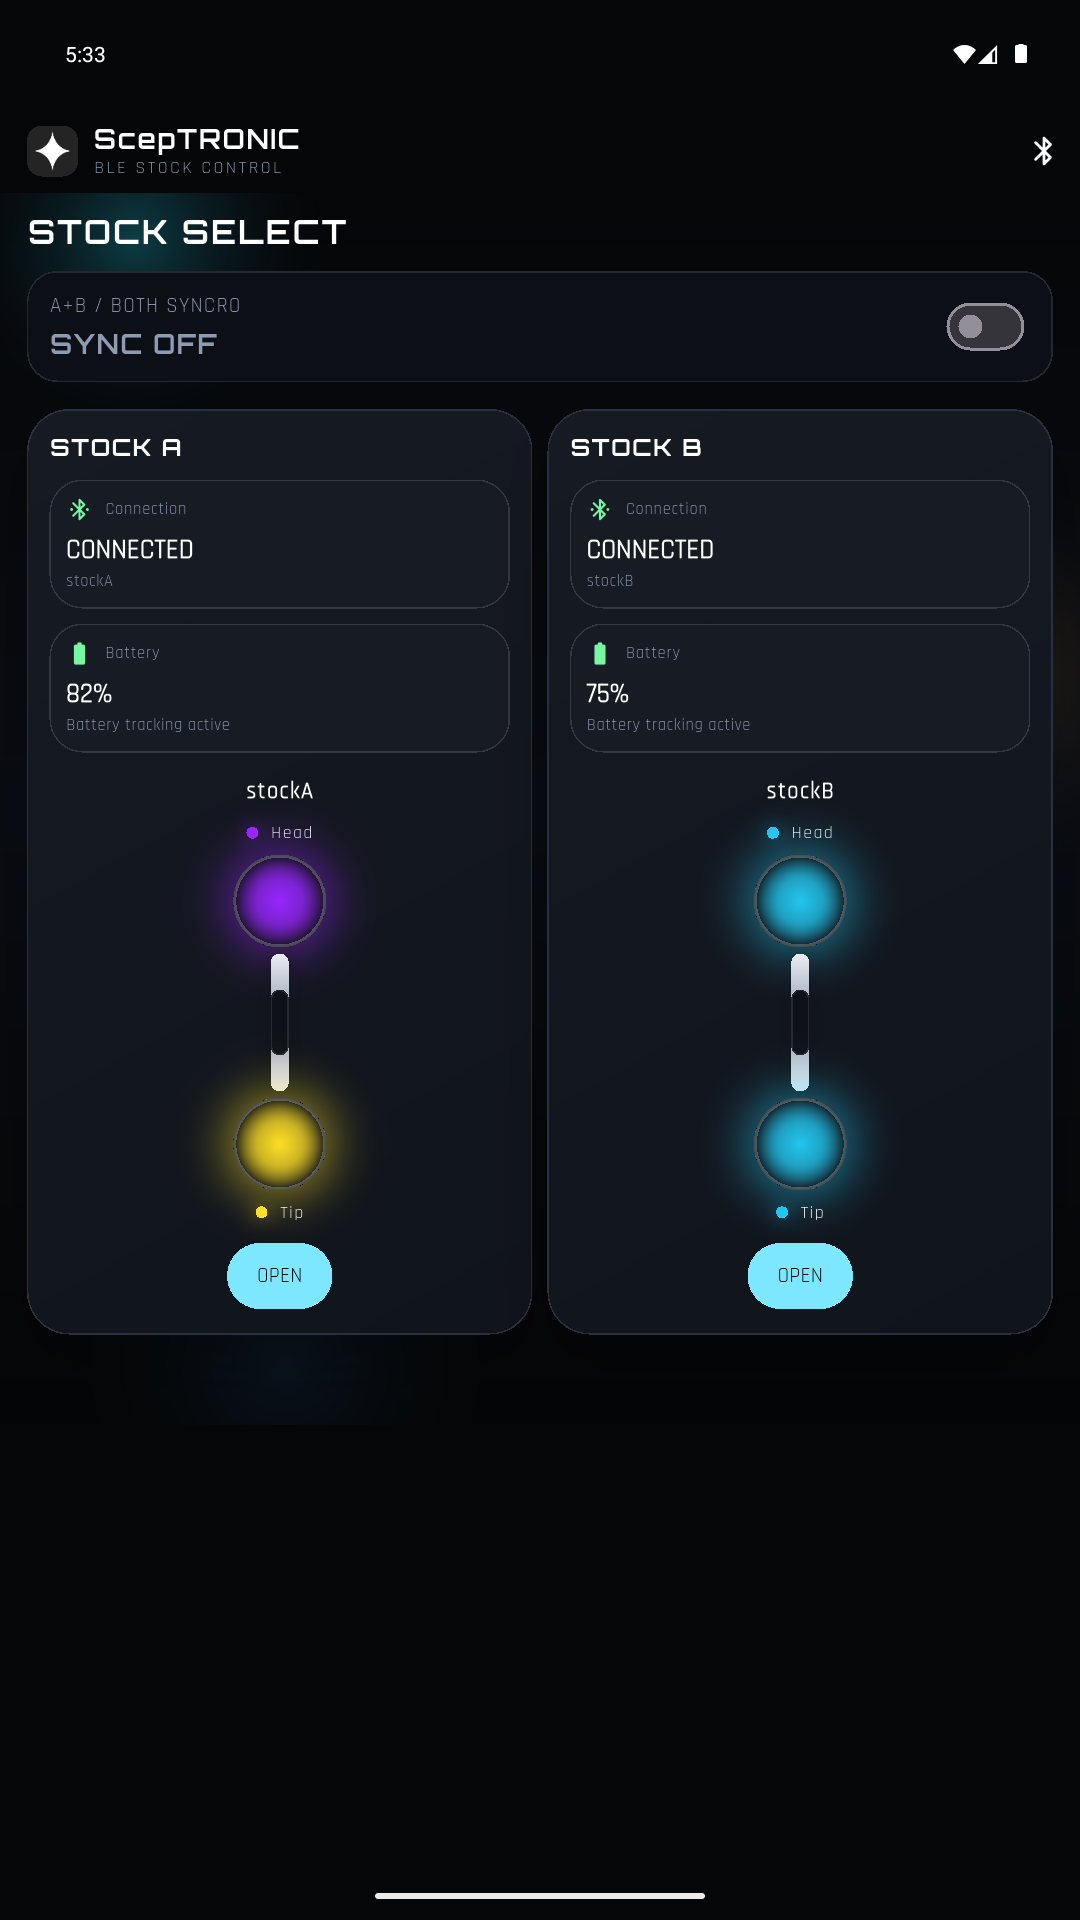 5:33
ScepTRONIC
BLE STOCK CONTROL
STOCK SELECT
A+B / BOTH SYNCRO
SYNC OFF
STOCK A
Connection
CONNECTED
stockA
Battery
82%
Battery tracking active
stockA
Head
Tip
OPEN
STOCK B
Connection
CONNECTED
stockB
Battery
75%
Battery tracking active
stockB
Head
Tip
OPEN